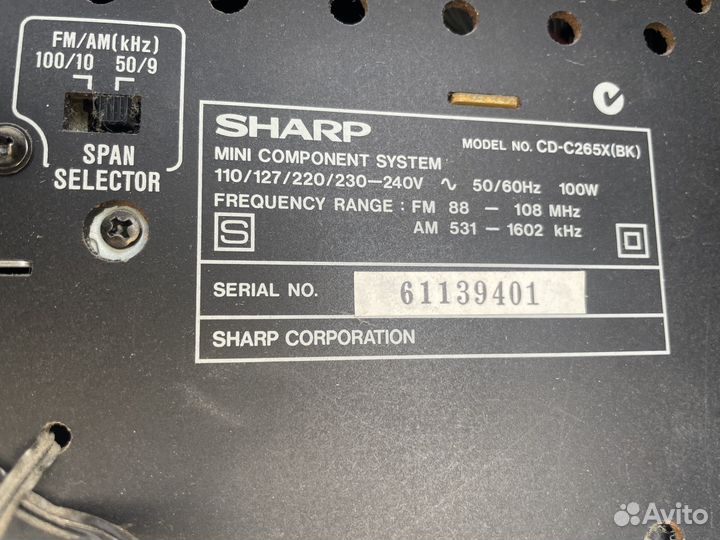 FM/AM(kHz)
100/10 50/9
SPAN
SELECTOR
SHARP
MODEL NO. CD-C265X(BK)
MINI COMPONENT SYSTEM
110/127/220/230—240V ∿ 50/60Hz 100W
FREQUENCY RANGE : FM 88 — 108 MHz
AM 531 — 1602 kHz
S
SERIAL NO. 61139401
SHARP CORPORATION
Avito